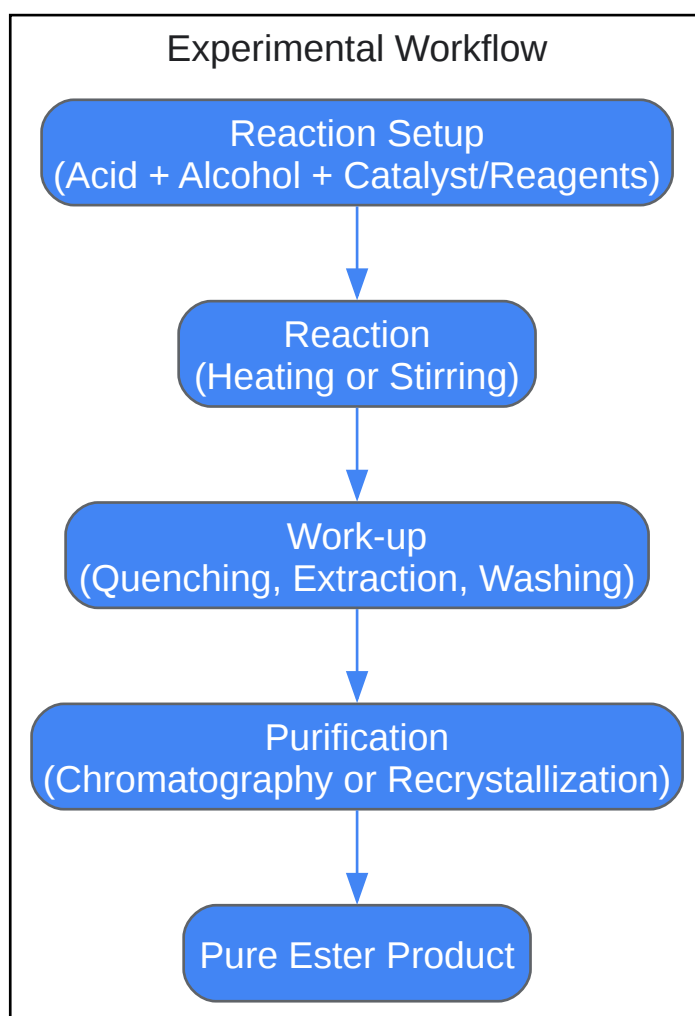 Experimental Workflow
Reaction Setup
(Acid + Alcohol + Catalyst/Reagents)
Reaction
(Heating or Stirring)
Work-up
(Quenching, Extraction, Washing)
Purification
(Chromatography or Recrystallization)
Pure Ester Product